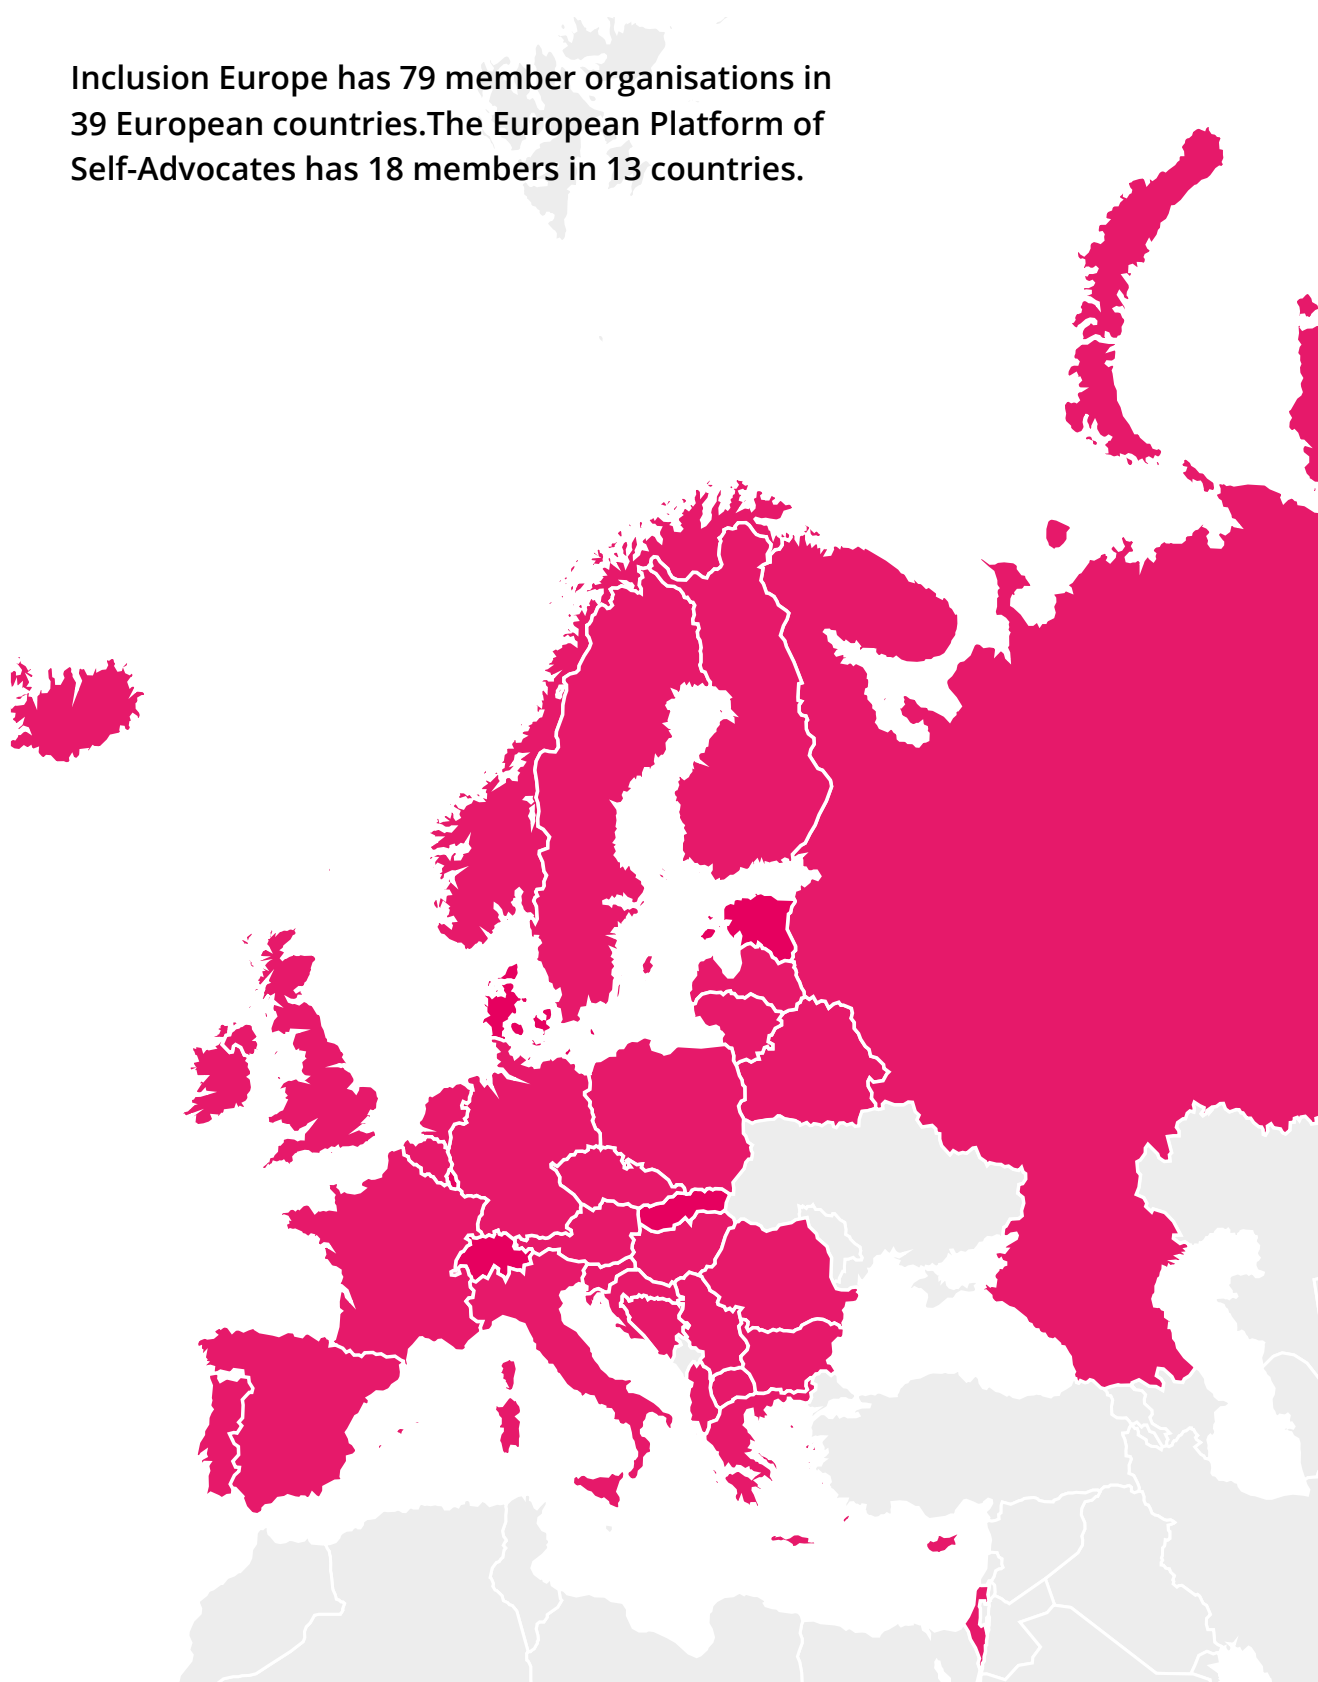 Inclusion Europe has 79 member organisations in
39 European countries.The European Platform of
Self-Advocates has 18 members in 13 countries.